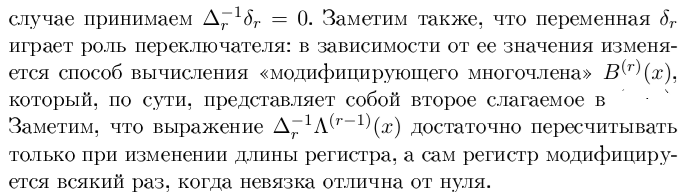 случае принимаем Δ_r^{-1}δ_r = 0. Заметим также, что переменная δ_r
играет роль переключателя: в зависимости от ее значения изменя-
ется способ вычисления «модифицирующего многочлена» B^{(r)}(x),
который, по сути, представляет собой второе слагаемое в
Заметим, что выражение Δ_r^{-1}Λ^{(r-1)}(x) достаточно пересчитывать
только при изменении длины регистра, а сам регистр модифициру-
ется всякий раз, когда невязка отлична от нуля.